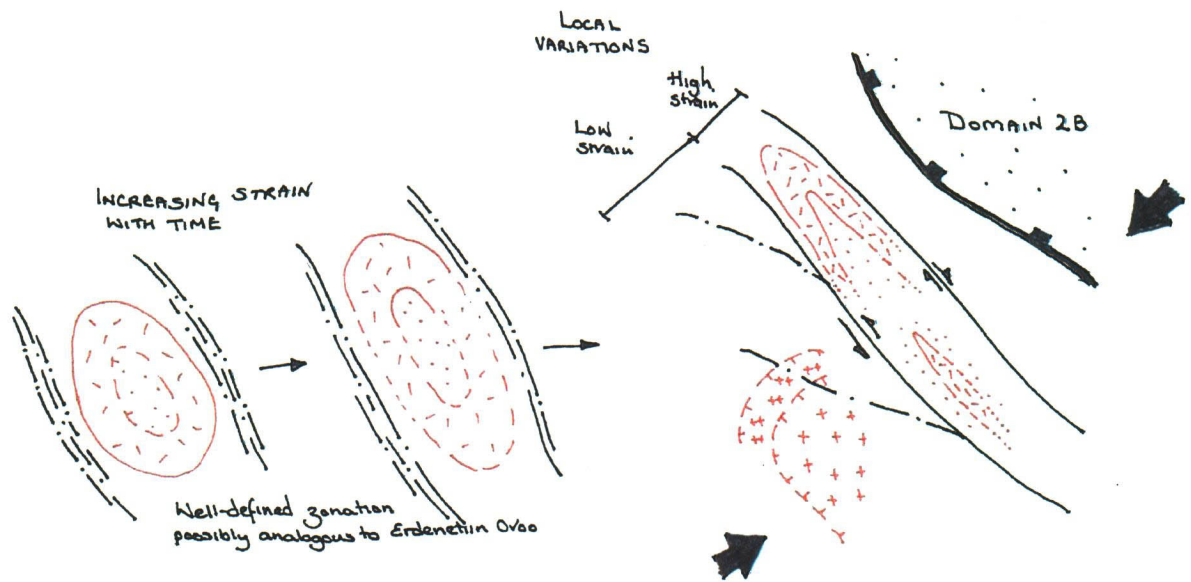 LOCAL
VARIATIONS
High
strain
Low
strain
DOMAIN 2B
INCREASING STRAIN
WITH TIME
Well-defined zonation
possibly analogous to Erdenetiin Ovoo